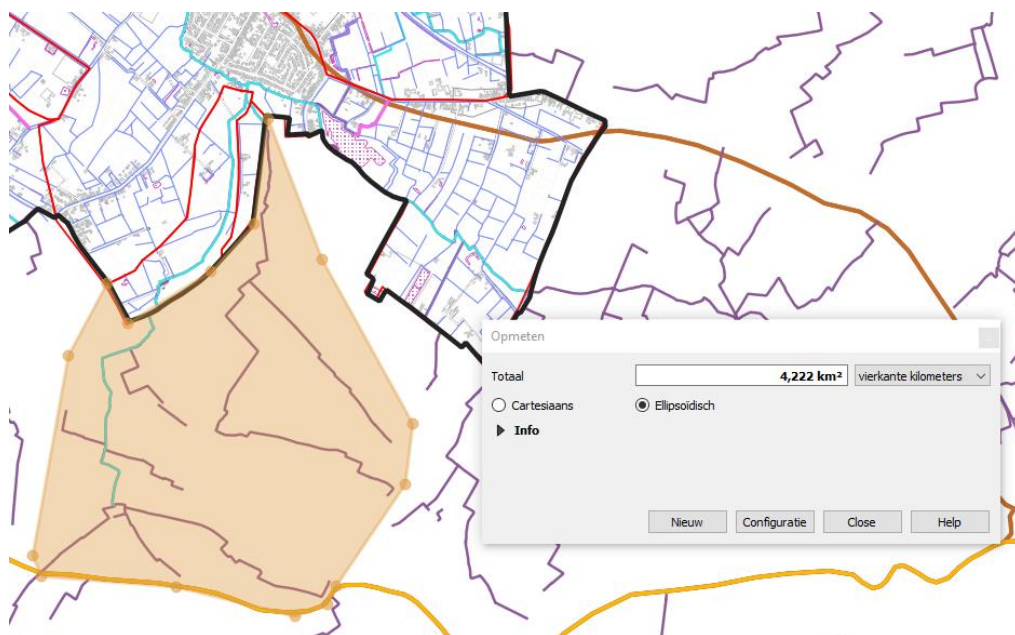 Opmeten
Totaal
4,222 km²
vierkante kilometers
Cartesiaans
Ellipsoïdisch
Info
Nieuw
Configuratie
Close
Help